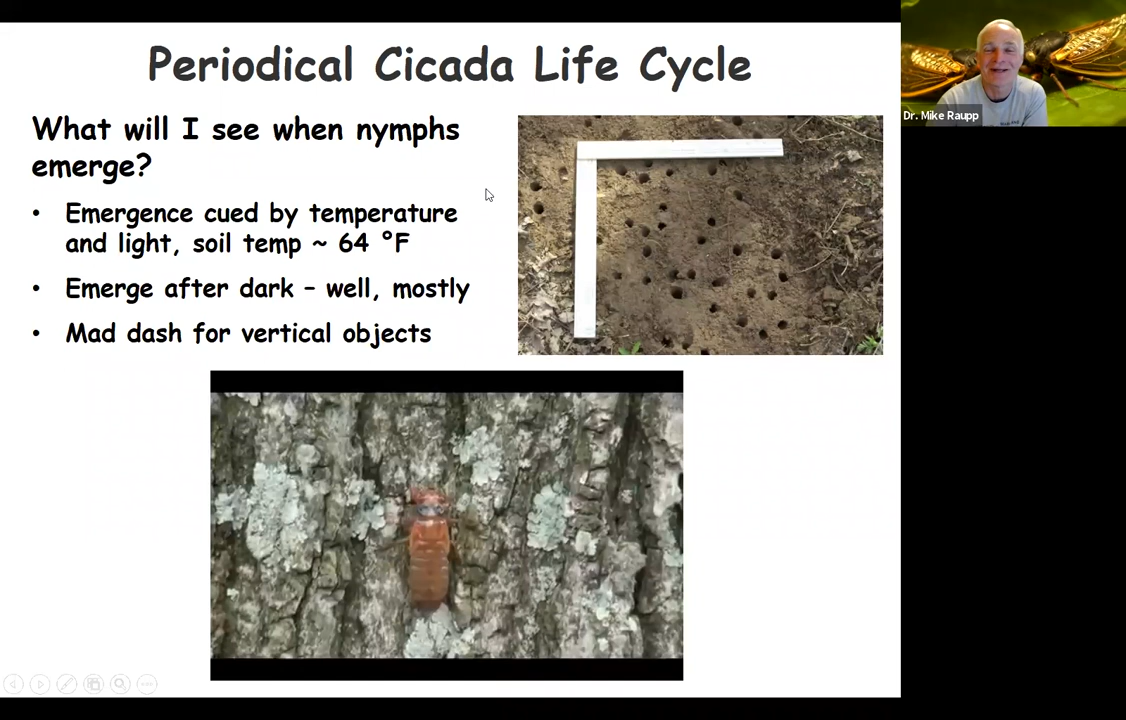 Periodical Cicada Life Cycle
Dr. Mike Raupp
What will I see when nymphs
emerge?
• Emergence cued by temperature
and light, soil temp ~ 64 °F
• Emerge after dark – well, mostly
• Mad dash for vertical objects